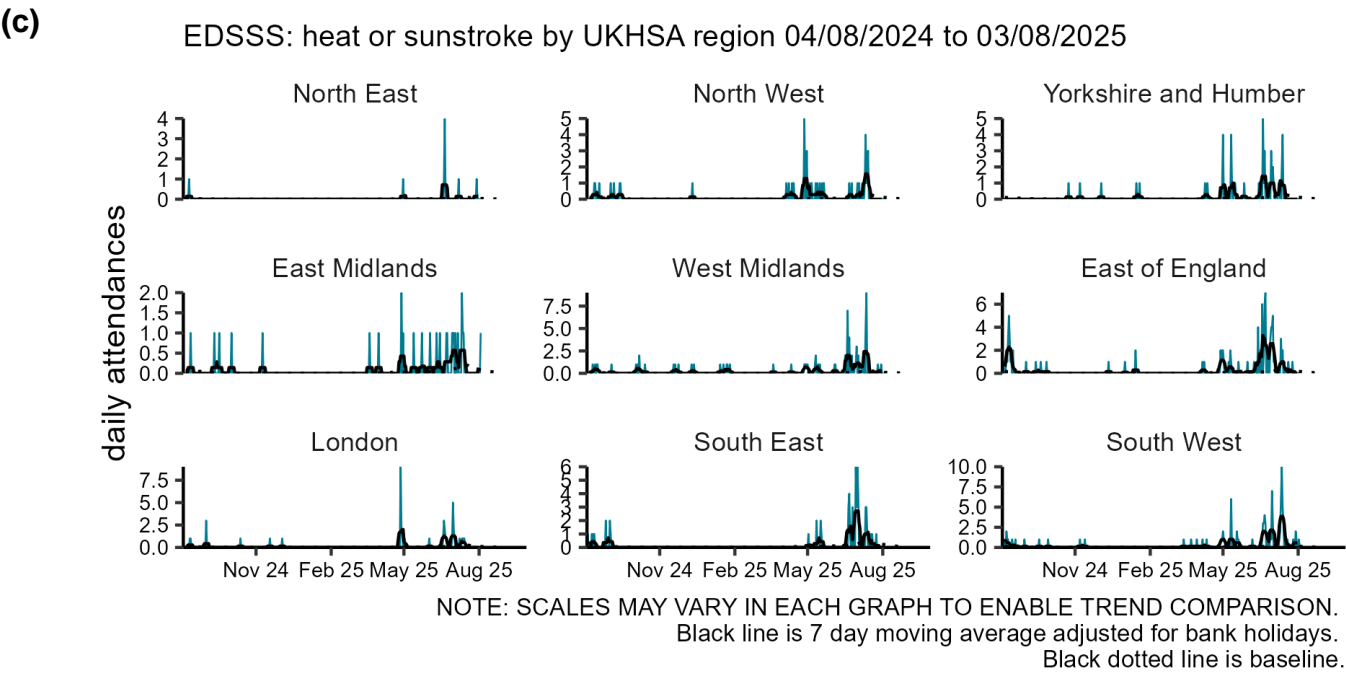 (c)
EDSSS: heat or sunstroke by UKHSA region 04/08/2024 to 03/08/2025
daily attendances
North East
4
3
2
1
0
North West
5
4
3
2
1
0
Yorkshire and Humber
5
4
3
2
1
0
East Midlands
2.0
1.5
1.0
0.5
0.0
West Midlands
7.5
5.0
2.5
0.0
East of England
6
4
2
0
London
7.5
5.0
2.5
0.0
Nov 24 Feb 25 May 25 Aug 25
South East
6
5
4
3
2
1
0
Nov 24 Feb 25 May 25 Aug 25
South West
10.0
7.5
5.0
2.5
0.0
Nov 24 Feb 25 May 25 Aug 25
NOTE: SCALES MAY VARY IN EACH GRAPH TO ENABLE TREND COMPARISON.
Black line is 7 day moving average adjusted for bank holidays.
Black dotted line is baseline.